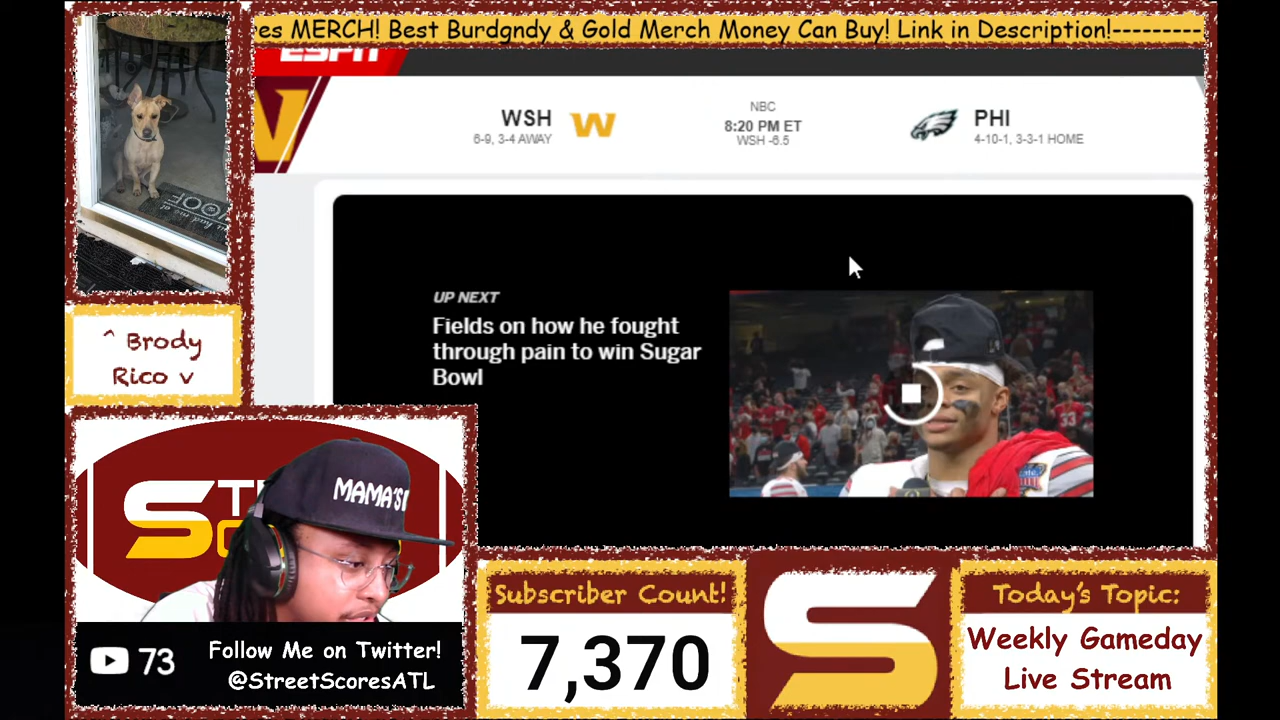 es MERCH! Best Burdgndy & Gold Merch Money Can Buy! Link in Description!---------
ESPN
WSH
6-9, 3-4 AWAY
W
NBC
8:20 PM ET
WSH -6.5
PHI
4-10-1, 3-3-1 HOME
UP NEXT
Fields on how he fought
through pain to win Sugar
Bowl
WOOF
^ Brody
Rico v
MAMA'S
73
Follow Me on Twitter!
@StreetScoresATL
Subscriber Count!
7,370
S
Today's Topic:
Weekly Gameday
Live Stream